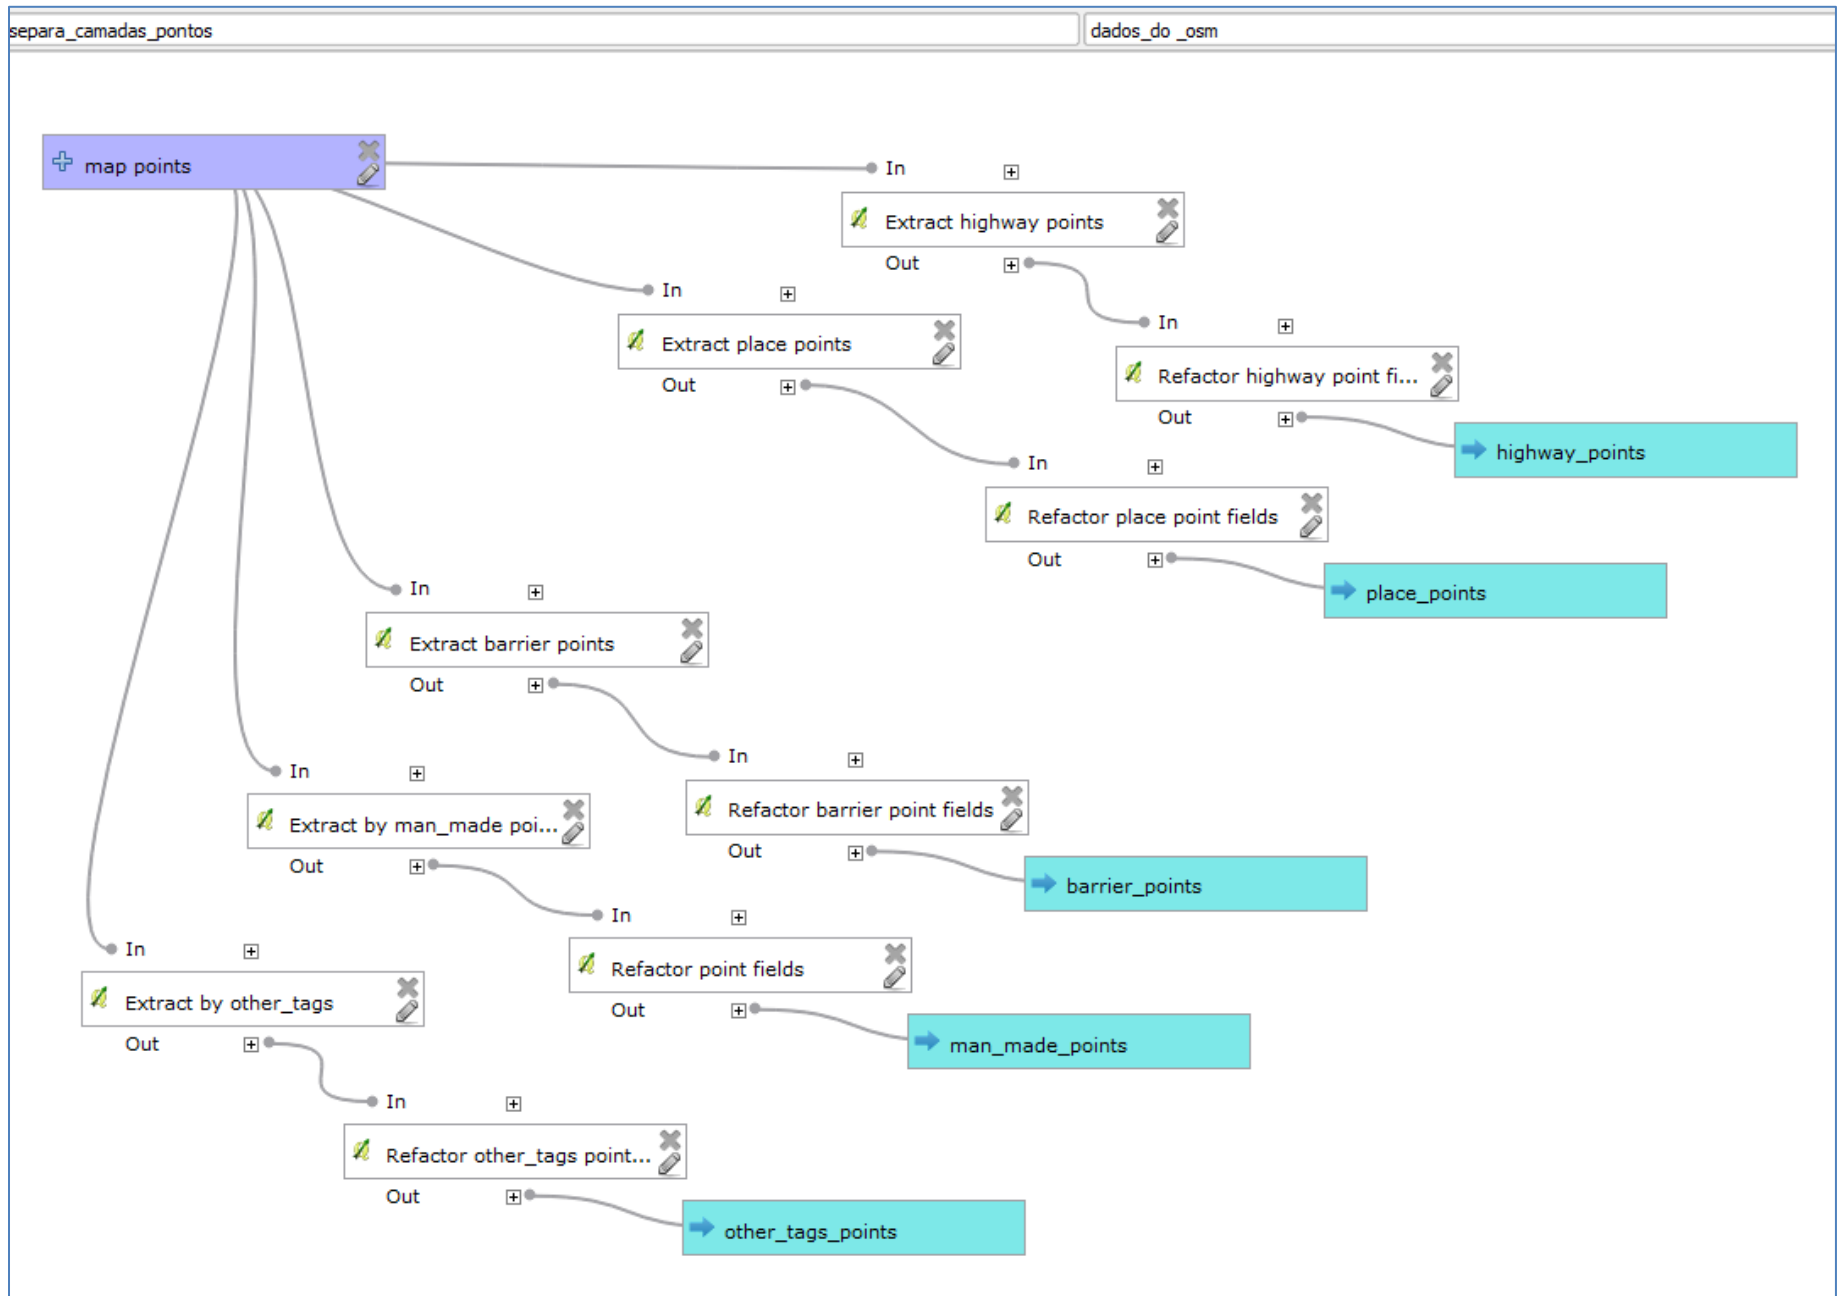 separa_camadas_pontos
dados_do _osm
map points
In
Extract highway points
Out
In
Extract place points
Out
In
Refactor highway point fi...
Out
highway_points
In
Refactor place point fields
Out
place_points
In
Extract barrier points
Out
In
Refactor barrier point fields
Out
barrier_points
In
Extract by man_made poi...
Out
In
Refactor point fields
Out
man_made_points
In
Extract by other_tags
Out
In
Refactor other_tags point...
Out
other_tags_points